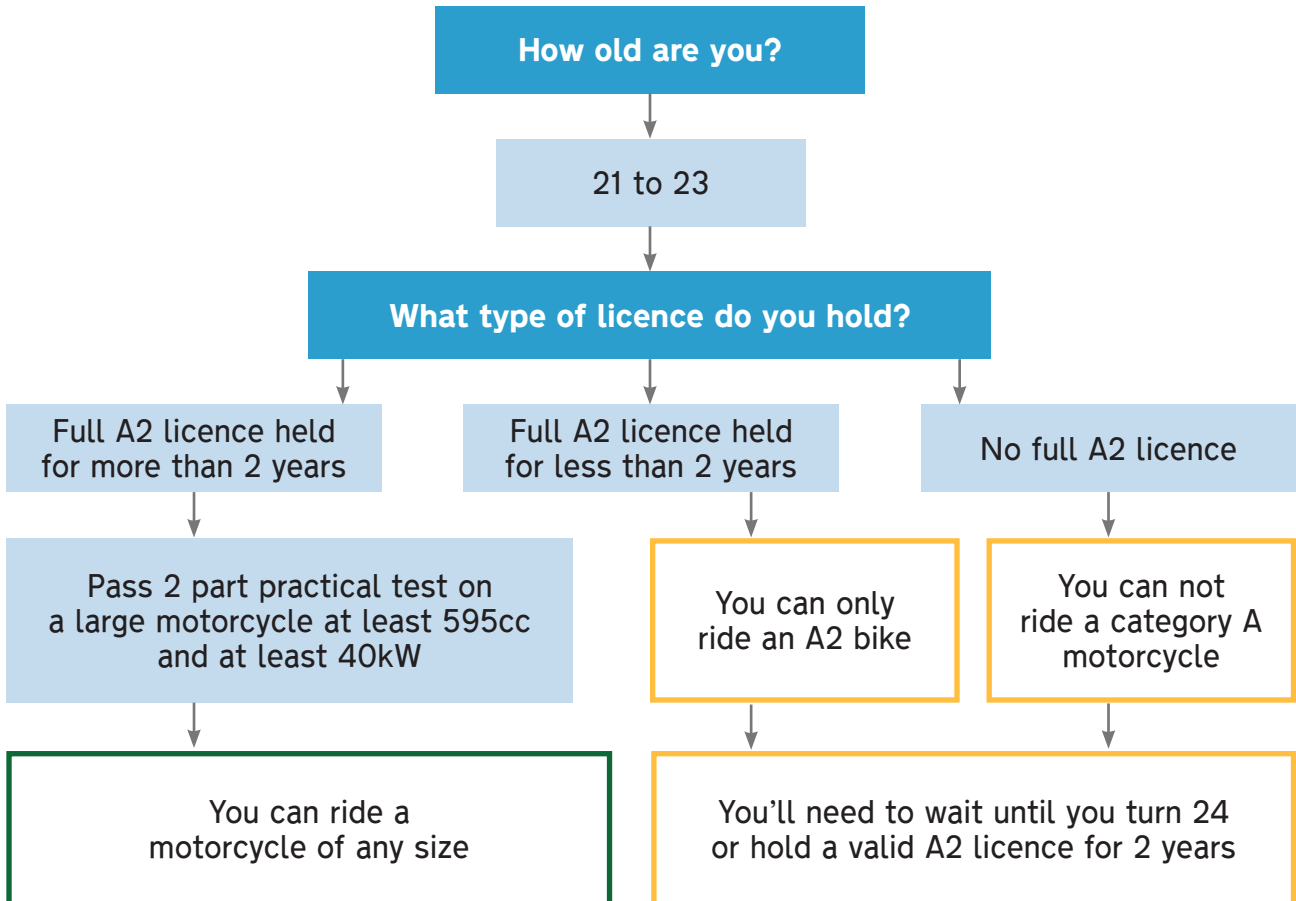 How old are you?
21 to 23
What type of licence do you hold?
Full A2 licence held
for more than 2 years
Full A2 licence held
for less than 2 years
No full A2 licence
Pass 2 part practical test on
a large motorcycle at least 595cc
and at least 40kW
You can only
ride an A2 bike
You can not
ride a category A
motorcycle
You can ride a
motorcycle of any size
You’ll need to wait until you turn 24
or hold a valid A2 licence for 2 years